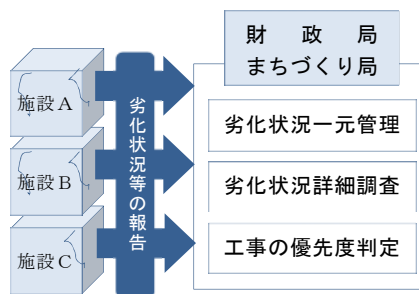 財政局
まちづくり局
施設A
施設B
施設C
劣化状況等の報告
劣化状況一元管理
劣化状況詳細調査
工事の優先度判定